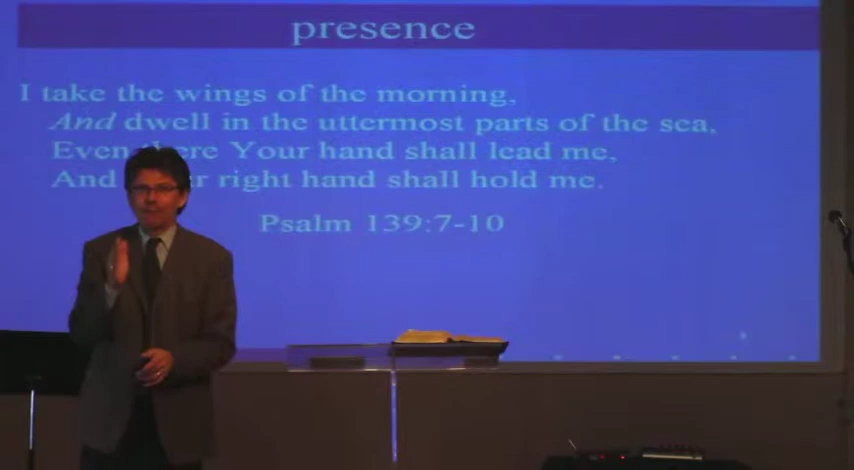 presence
I take the wings of the morning,
And dwell in the uttermost parts of the sea,
Even there Your hand shall lead me,
And right hand shall hold me.
Psalm 139:7-10